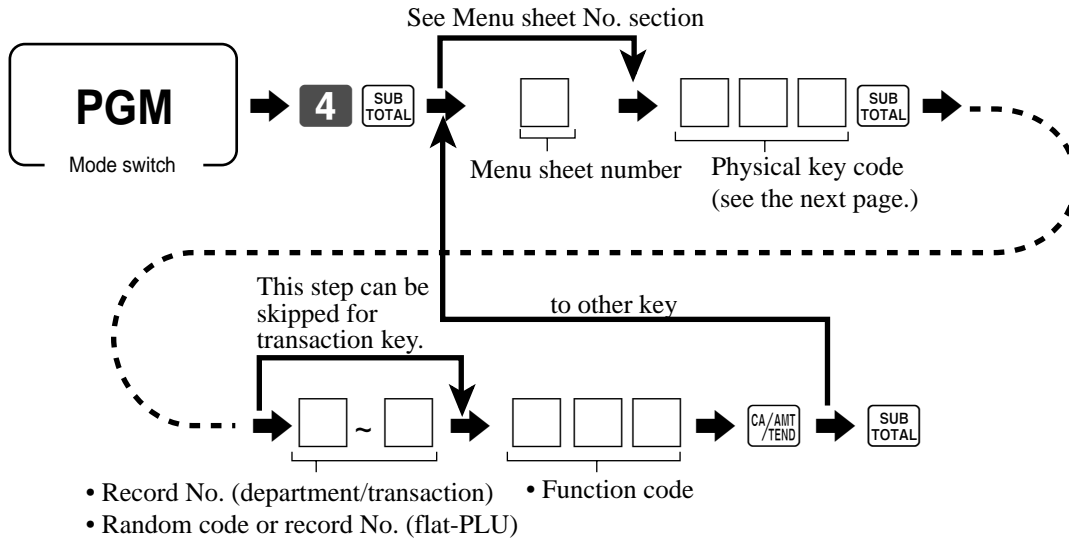 See Menu sheet No. section
PGM
Mode switch
4
SUB
TOTAL
SUB
TOTAL
Menu sheet number
Physical key code
(see the next page.)
This step can be
skipped for
transaction key.
to other key
~
CA/AMT
/TEND
SUB
TOTAL
• Record No. (department/transaction)
• Function code
• Random code or record No. (flat-PLU)